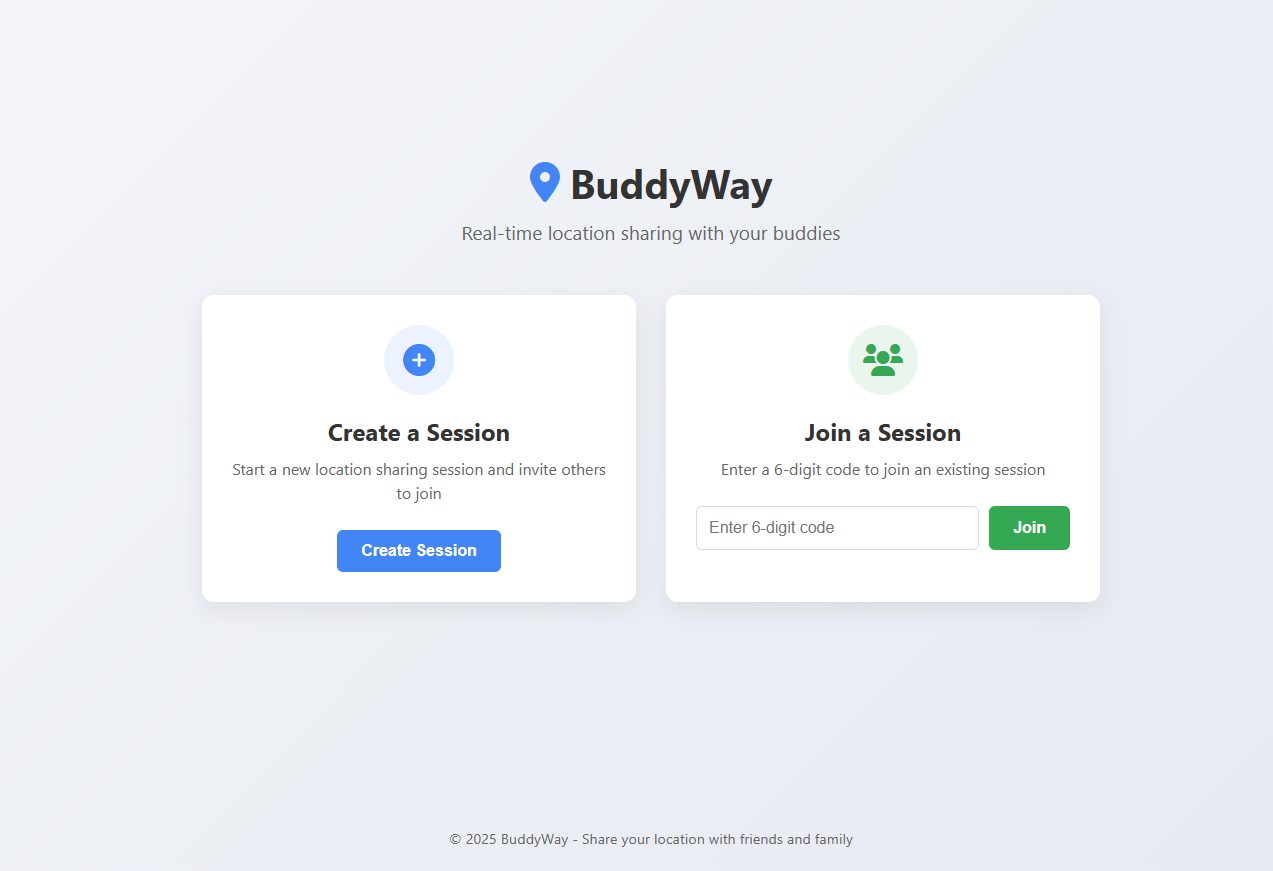 BuddyWay
Real-time location sharing with your buddies
Create a Session
Start a new location sharing session and invite others
to join
Create Session
Join a Session
Enter a 6-digit code to join an existing session
Enter 6-digit code
Join
© 2025 BuddyWay - Share your location with friends and family